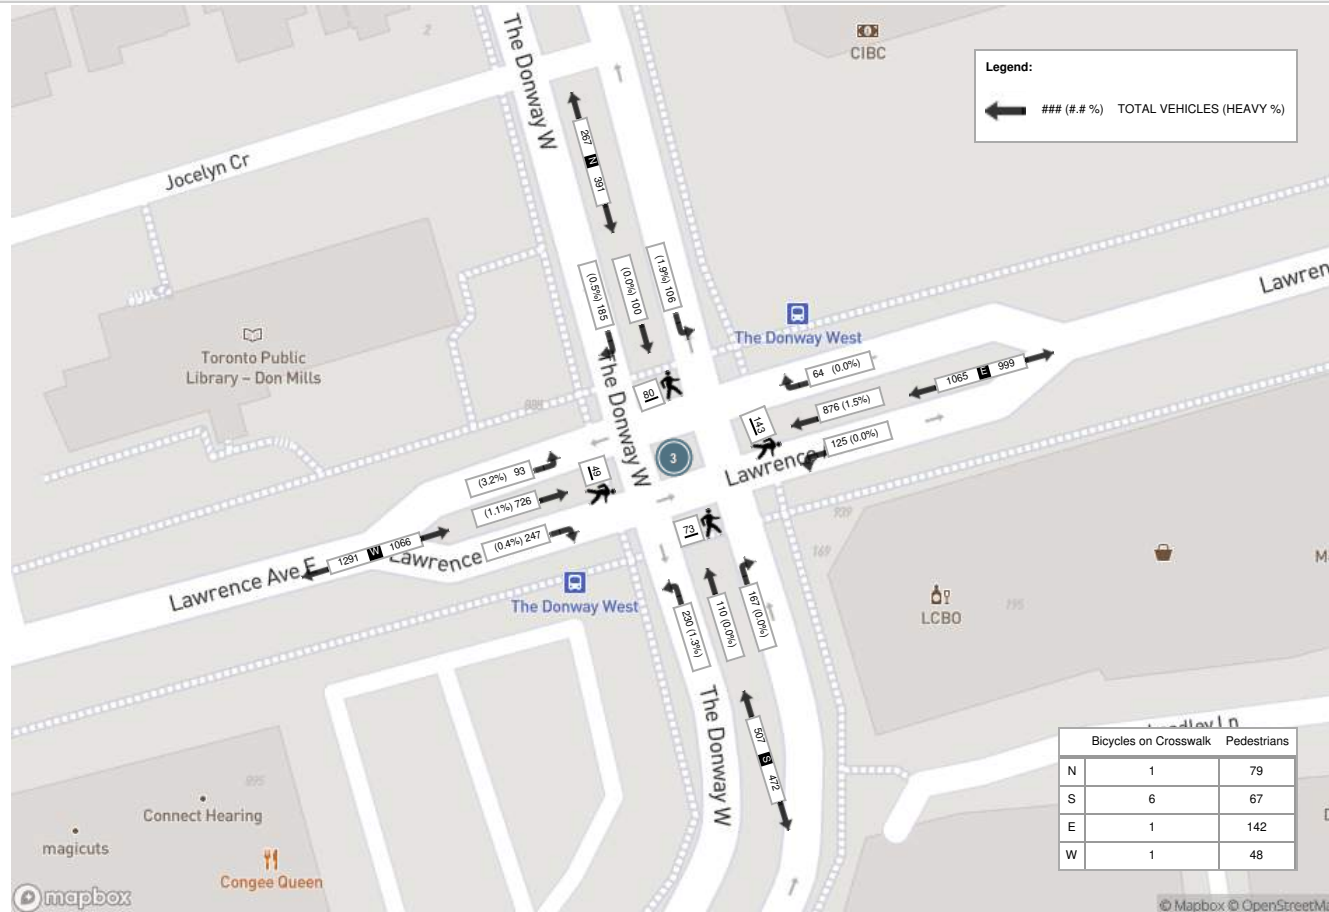 2
The Donway W
CIBC
Legend:
### (#.# %) TOTAL VEHICLES (HEAVY %)
Jocelyn Cr
267 N 391
(0.5%) 185
(0.0%) 100
(1.9%) 106
Lawren
The Donway West
Toronto Public
Library – Don Mills
64 (0.0%)
1065 E 999
876 (1.5%)
125 (0.0%)
80
143
The Donway W
3
49
Lawrence
(3.2%) 93
(1.1%) 726
(0.4%) 247
73
939
169
1291 W 1066
Lawrence Ave E
Lawrence
The Donway West
LCBO
195
M
230 (1.3%)
110 (0.0%)
167 (0.0%)
The Donway W
507 S 472
Bicycles on Crosswalk Pedestrians
N 1 79
S 6 67
E 1 142
W 1 48
895
Connect Hearing
magicuts
Congee Queen
mapbox
© Mapbox © OpenStreetMa